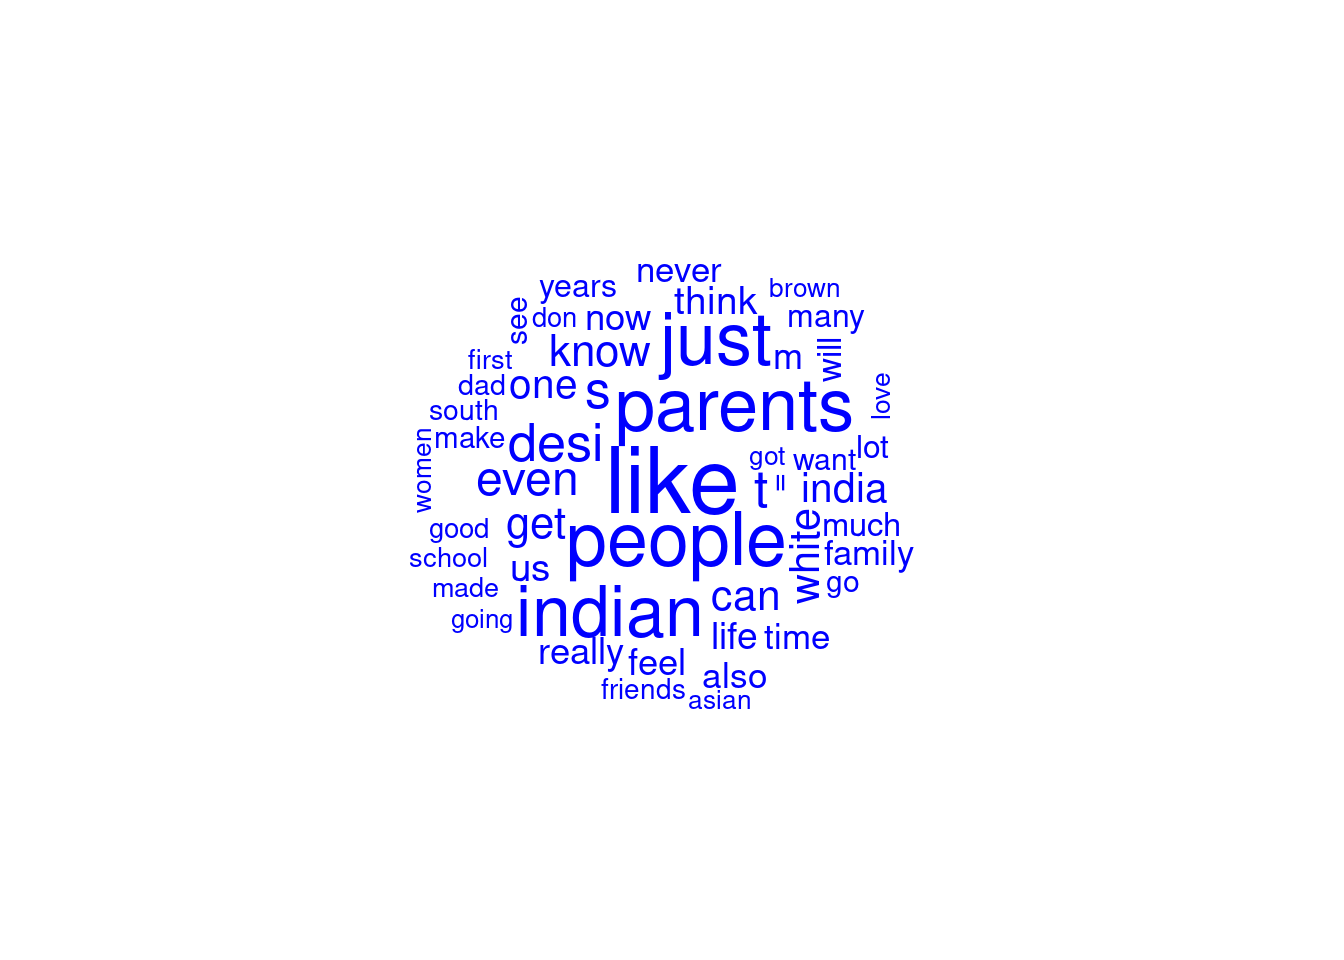 never
years
think
brown
see
don
now
just
many
know
m
will
first
dad
one
s
parents
love
south
women
make
desi
like
got
want
lot
even
t
ll
india
good
get
people
white
much
school
us
family
made
indian
can
go
going
life
time
really
feel
also
friends
asian